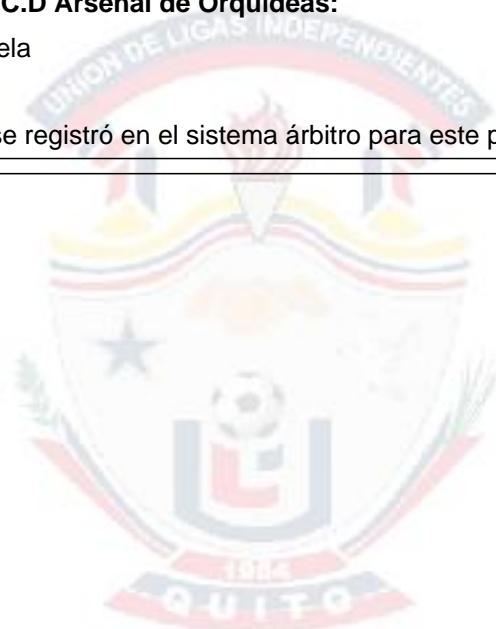 C.D Arsenal de Orquídeas:
ela
UNION DE LIGAS INDEPENDIENTES
se registró en el sistema árbitro para este p
1984
QUITO